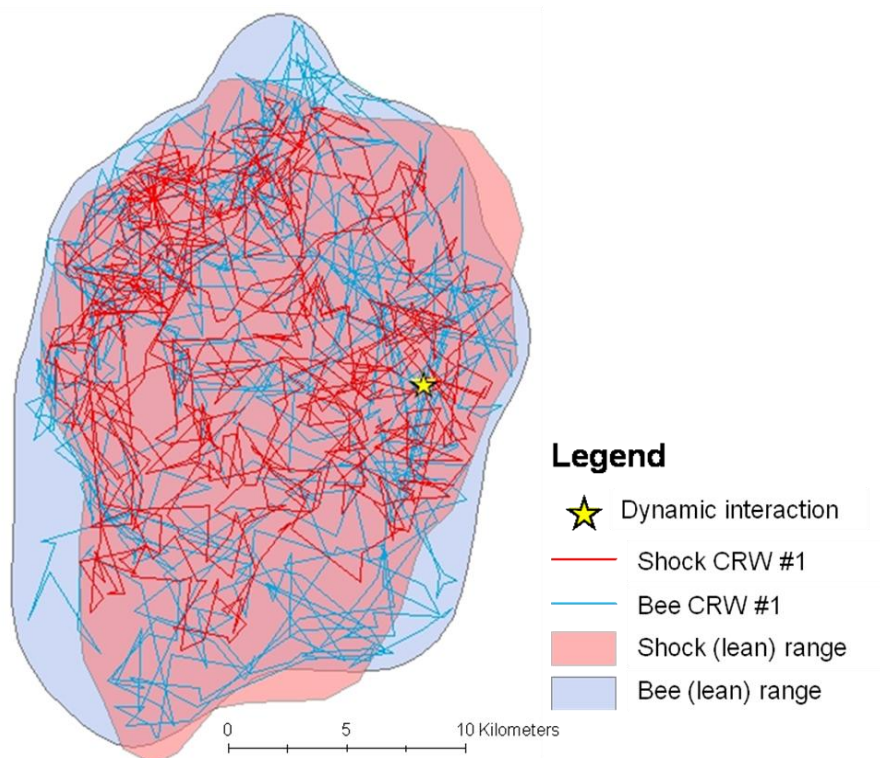 Legend
Dynamic interaction
Shock CRW #1
Bee CRW #1
Shock (lean) range
Bee (lean) range
0 5 10 Kilometers